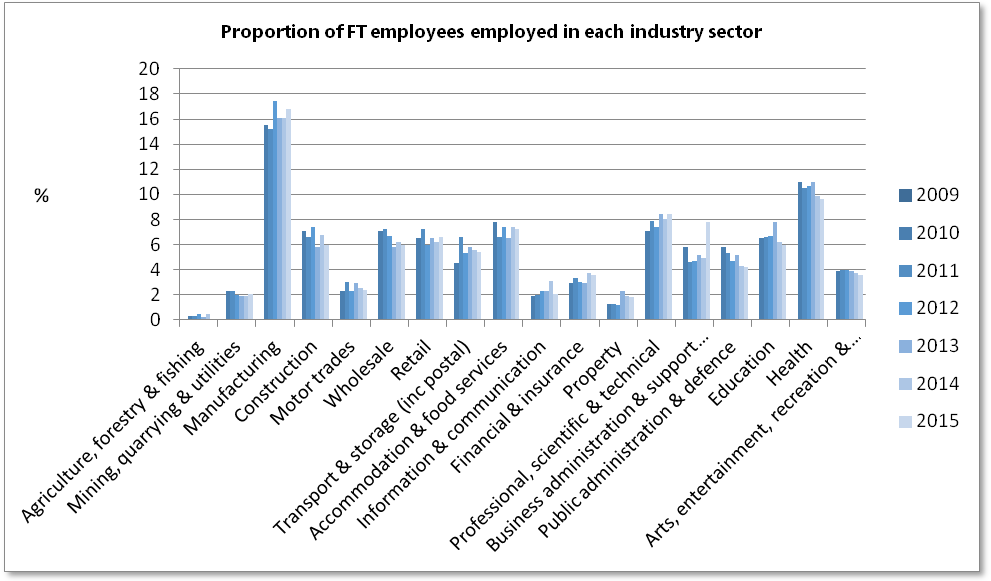 Proportion of FT employees employed in each industry sector
20
18
16
14
12
10
8
6
4
2
0
%
Agriculture, forestry & fishing
Mining, quarrying & utilities
Manufacturing
Construction
Motor trades
Wholesale
Retail
Transport & storage (inc postal)
Accommodation & food services
Information & communication
Financial & insurance
Property
Professional, scientific & technical
Business administration & support...
Public administration & defence
Education
Health
Arts, entertainment, recreation &...
2009
2010
2011
2012
2013
2014
2015